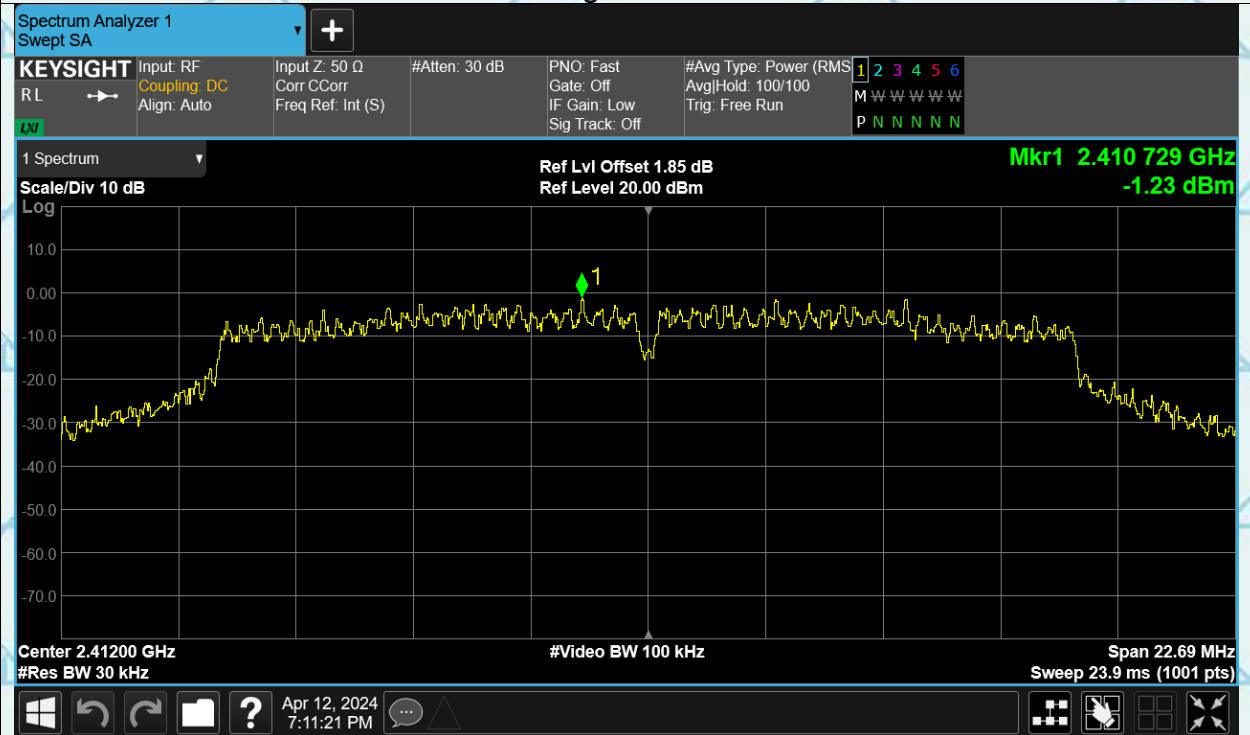 Spectrum Analyzer 1
Swept SA
KEYSIGHT
R L
LXI
Input: RF
Coupling: DC
Align: Auto
Input Z: 50 Ω
Corr CCorr
Freq Ref: Int (S)
#Atten: 30 dB
PNO: Fast
Gate: Off
IF Gain: Low
Sig Track: Off
#Avg Type: Power (RMS
Avg|Hold: 100/100
Trig: Free Run
1 2 3 4 5 6
M W W W W W
P N N N N N
1 Spectrum
Scale/Div 10 dB
Ref Lvl Offset 1.85 dB
Ref Level 20.00 dBm
Mkr1 2.410 729 GHz
-1.23 dBm
Log
10.0
0.00
-10.0
-20.0
-30.0
-40.0
-50.0
-60.0
-70.0
1
Center 2.41200 GHz
#Res BW 30 kHz
#Video BW 100 kHz
Span 22.69 MHz
Sweep 23.9 ms (1001 pts)
?
Apr 12, 2024
7:11:21 PM